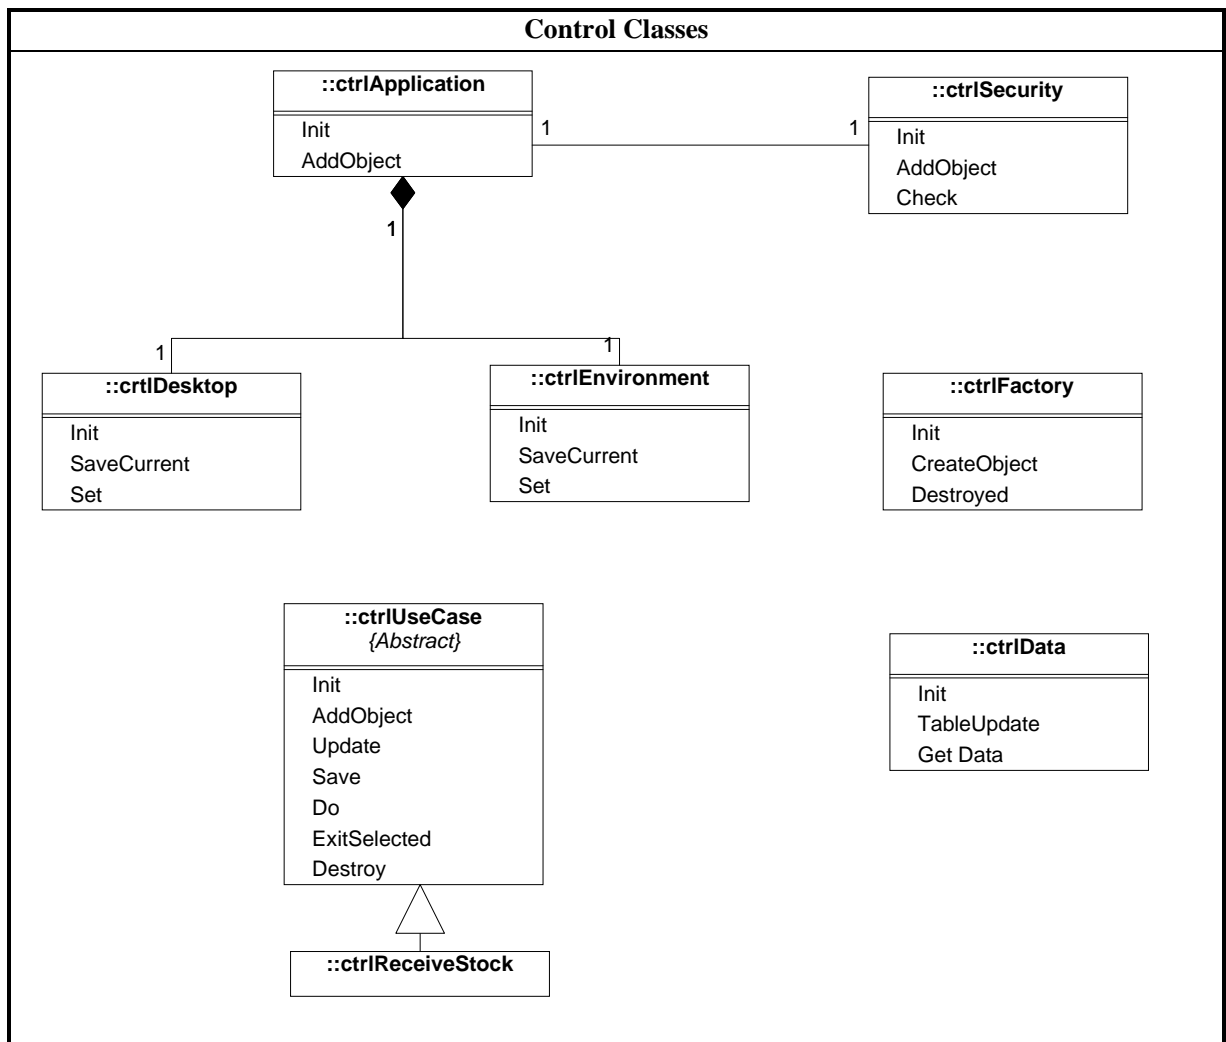 Control Classes
::ctrlApplication
Init
AddObject
1
1
::ctrlSecurity
Init
AddObject
Check
1
1
1
::crtlDesktop
Init
SaveCurrent
Set
::ctrlEnvironment
Init
SaveCurrent
Set
::ctrlFactory
Init
CreateObject
Destroyed
::ctrlUseCase
{Abstract}
Init
AddObject
Update
Save
Do
ExitSelected
Destroy
::ctrlData
Init
TableUpdate
Get Data
::ctrlReceiveStock